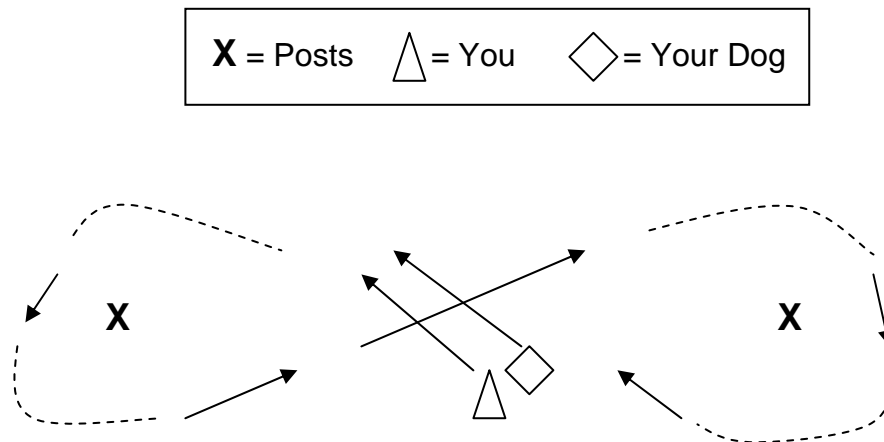 X = Posts = You = Your Dog
X X